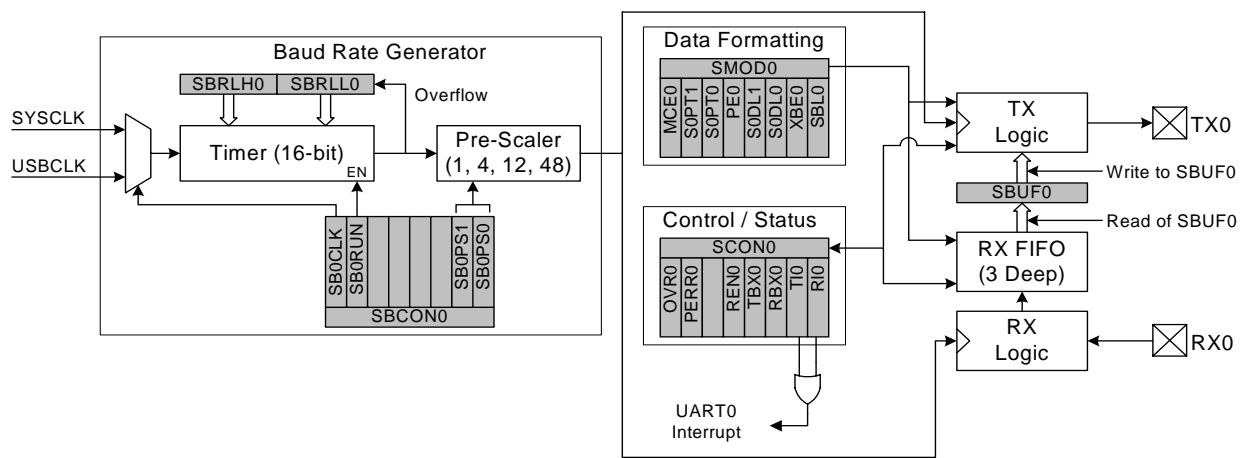 Baud Rate Generator
SBRLH0 SBRLL0
Overflow
SYSCLK
USBCLK
Timer (16-bit)
EN
Pre-Scaler
(1, 4, 12, 48)
SB0CLK
SB0RUN
SB0PS1
SB0PS0
SBCON0
Data Formatting
SMOD0
MCE0
S0PT1
S0PT0
PE0
S0DL1
S0DL0
XBE0
SBL0
Control / Status
SCON0
OVR0
PERR0
REN0
TBX0
RBX0
TI0
RI0
UART0
Interrupt
TX
Logic
TX0
Write to SBUF0
SBUF0
Read of SBUF0
RX FIFO
(3 Deep)
RX
Logic
RX0